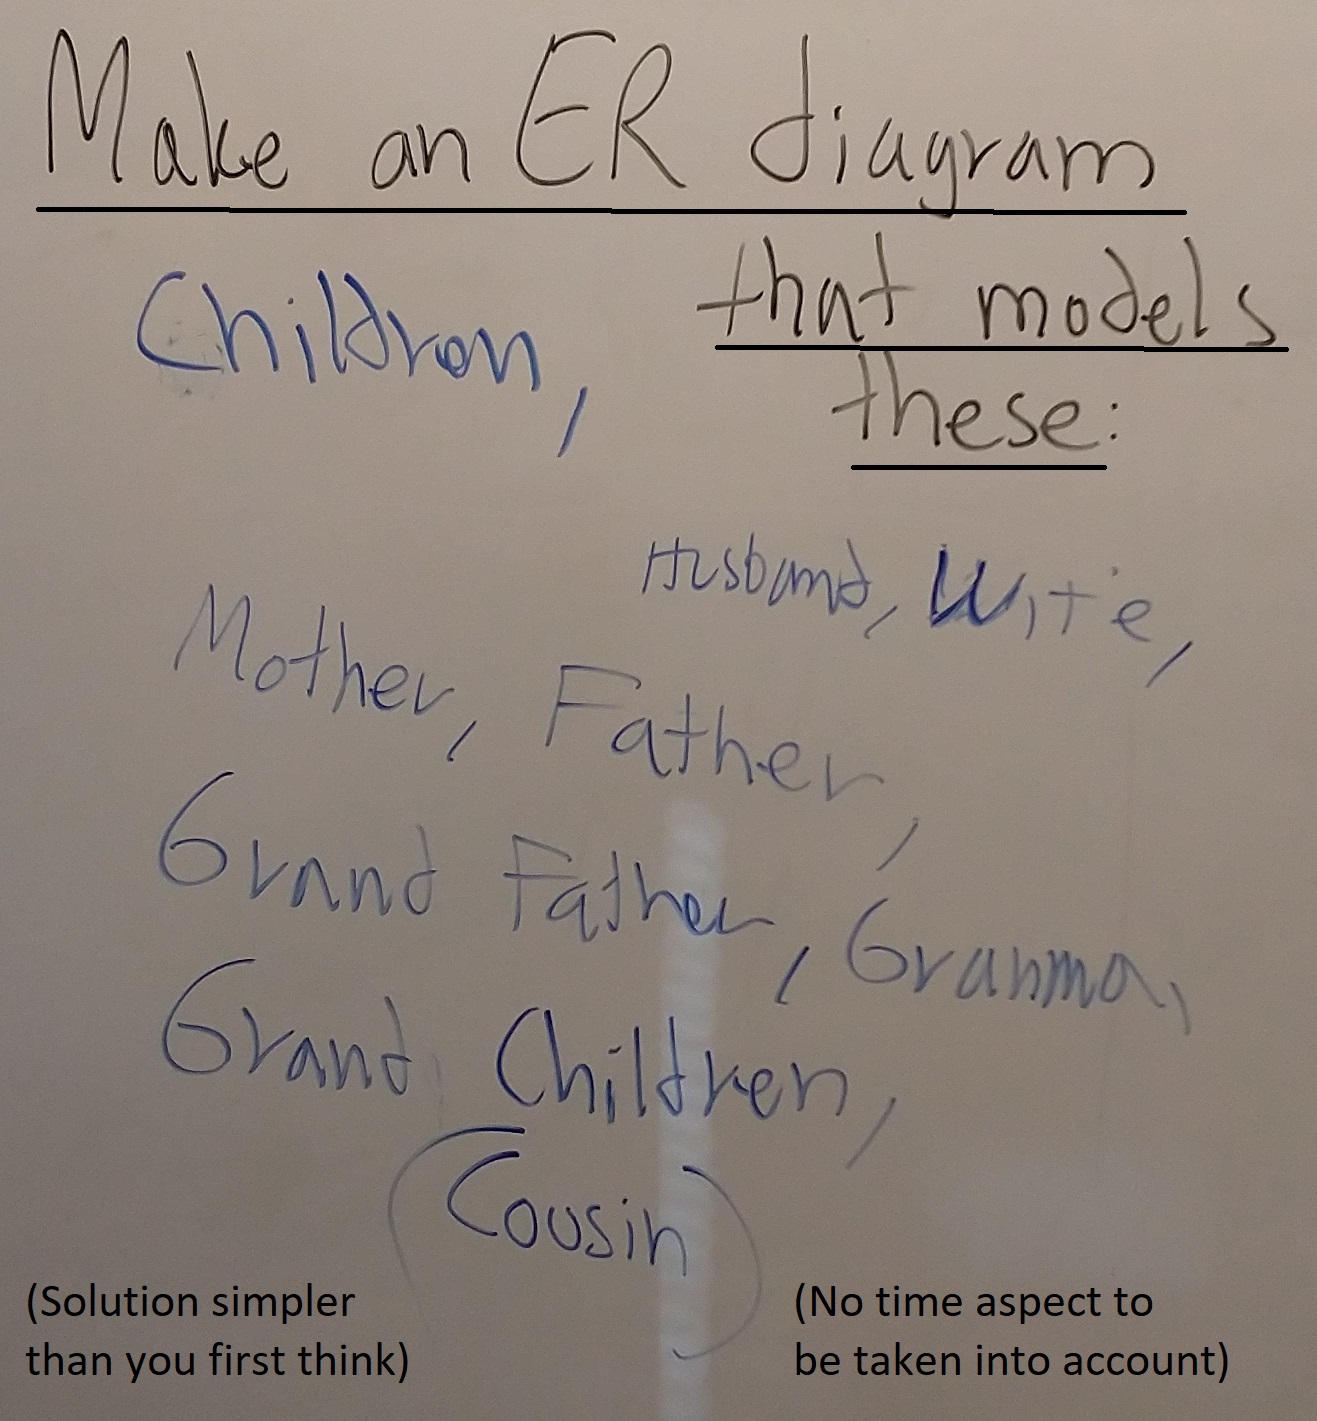 Make an ER diagram
that models
these:
Children,
Husband, Wife,
Mother, Father,
Grand Father, Granma,
Grand Children,
(Cousin)
(Solution simpler
than you first think)
(No time aspect to
be taken into account)